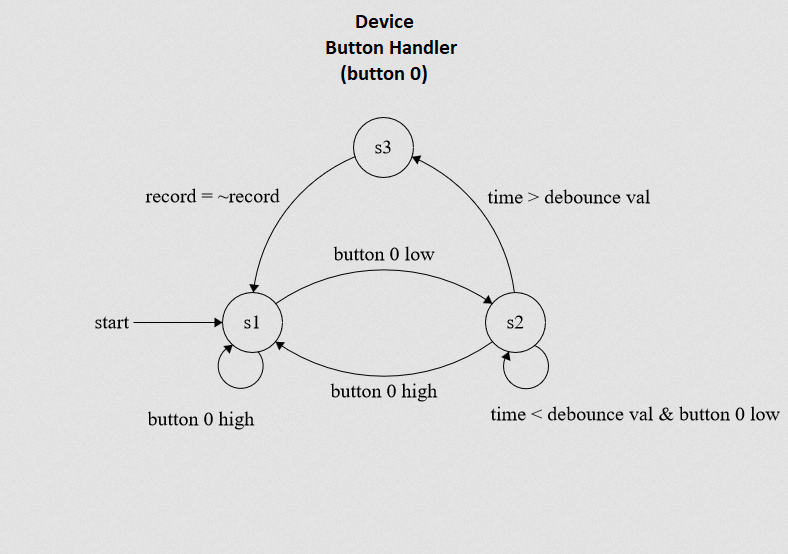 Device
Button Handler
(button 0)
s3
record = ~record
time > debounce val
button 0 low
start
s1
s2
button 0 high
button 0 high
time < debounce val & button 0 low